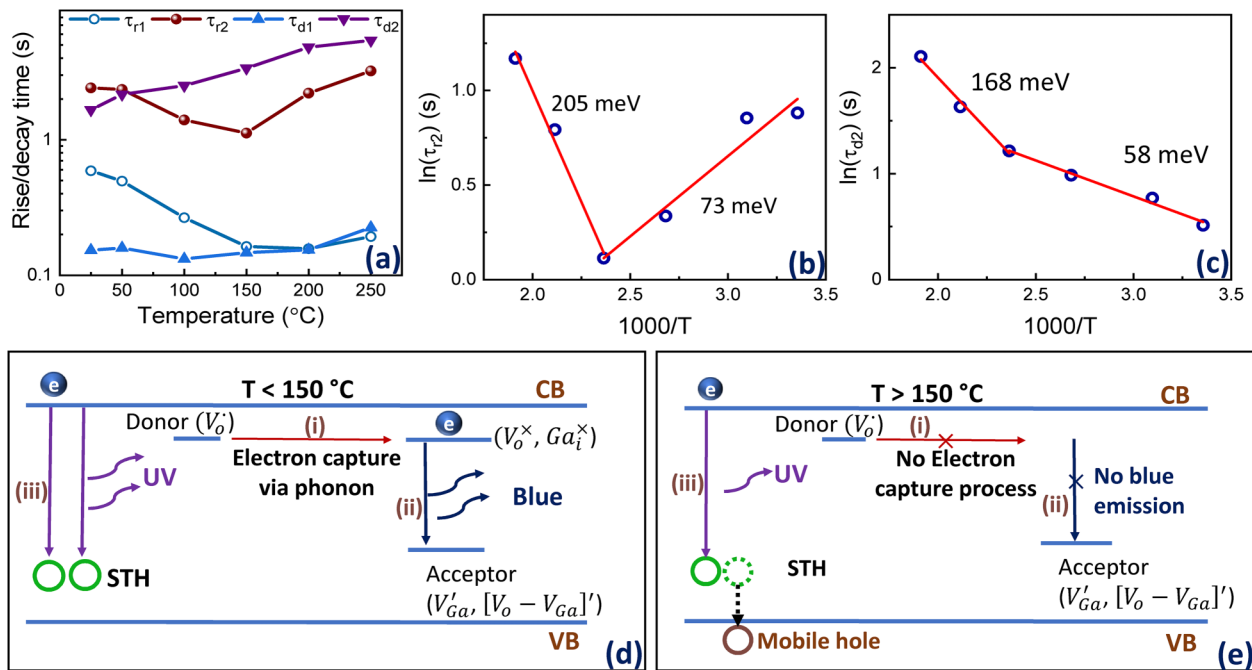 τr1 τr2 τd1 τd2
Rise/decay time (s)
1
0.1
0 50 100 150 200 250
Temperature (°C)
(a)
ln(τr2) (s)
1.5
1.0
0.5
0.0
205 meV
73 meV
2.0 2.5 3.0 3.5
1000/T
(b)
ln(τd2) (s)
2
1
0
168 meV
58 meV
2.0 2.5 3.0 3.5
1000/T
(c)
e
T < 150 °C
CB
Donor (V_o^·)
(i)
e
(V_o^×, Ga_i^×)
Electron capture
via phonon
UV
(iii)
(ii)
Blue
STH
Acceptor
(V′_Ga, [V_o − V_Ga]′)
VB
(d)
e
T > 150 °C
CB
Donor (V_o^·)
(i)
No Electron
capture process
UV
(iii)
(ii)
No blue
emission
STH
Acceptor
(V′_Ga, [V_o − V_Ga]′)
Mobile hole
VB
(e)